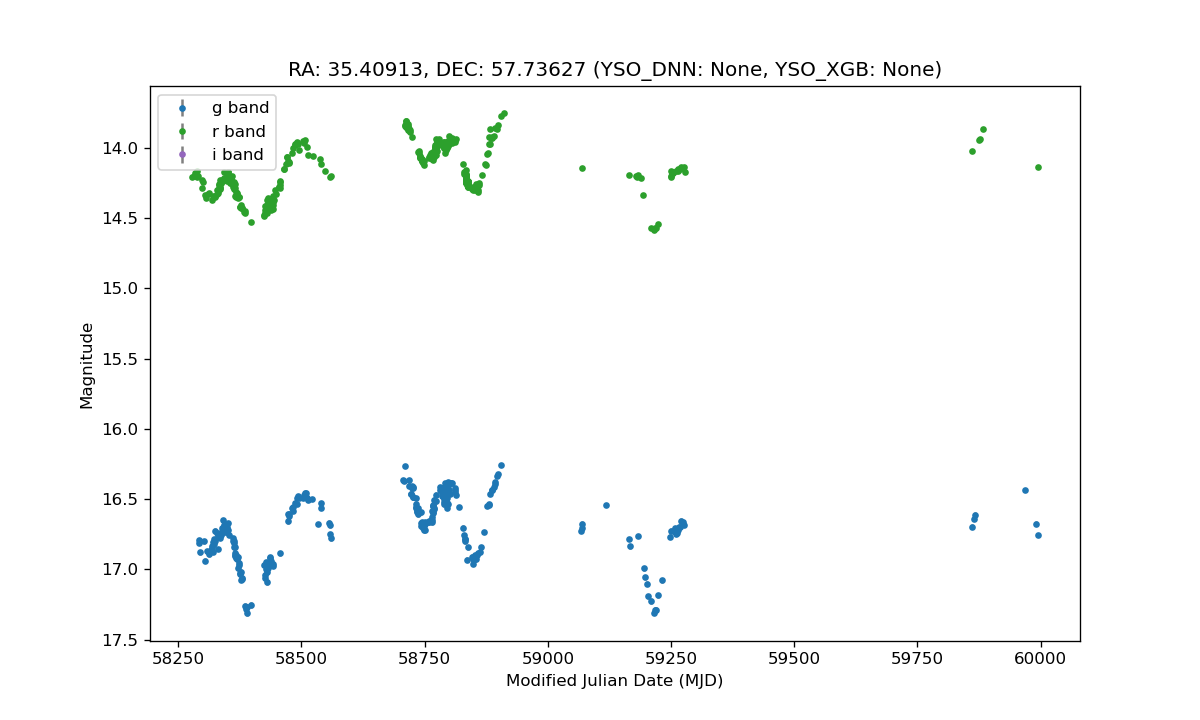 RA: 35.40913, DEC: 57.73627 (YSO_DNN: None, YSO_XGB: None)
g band
r band
i band
14.0
14.5
15.0
15.5
16.0
16.5
17.0
17.5
Magnitude
58250 58500 58750 59000 59250 59500 59750 60000
Modified Julian Date (MJD)